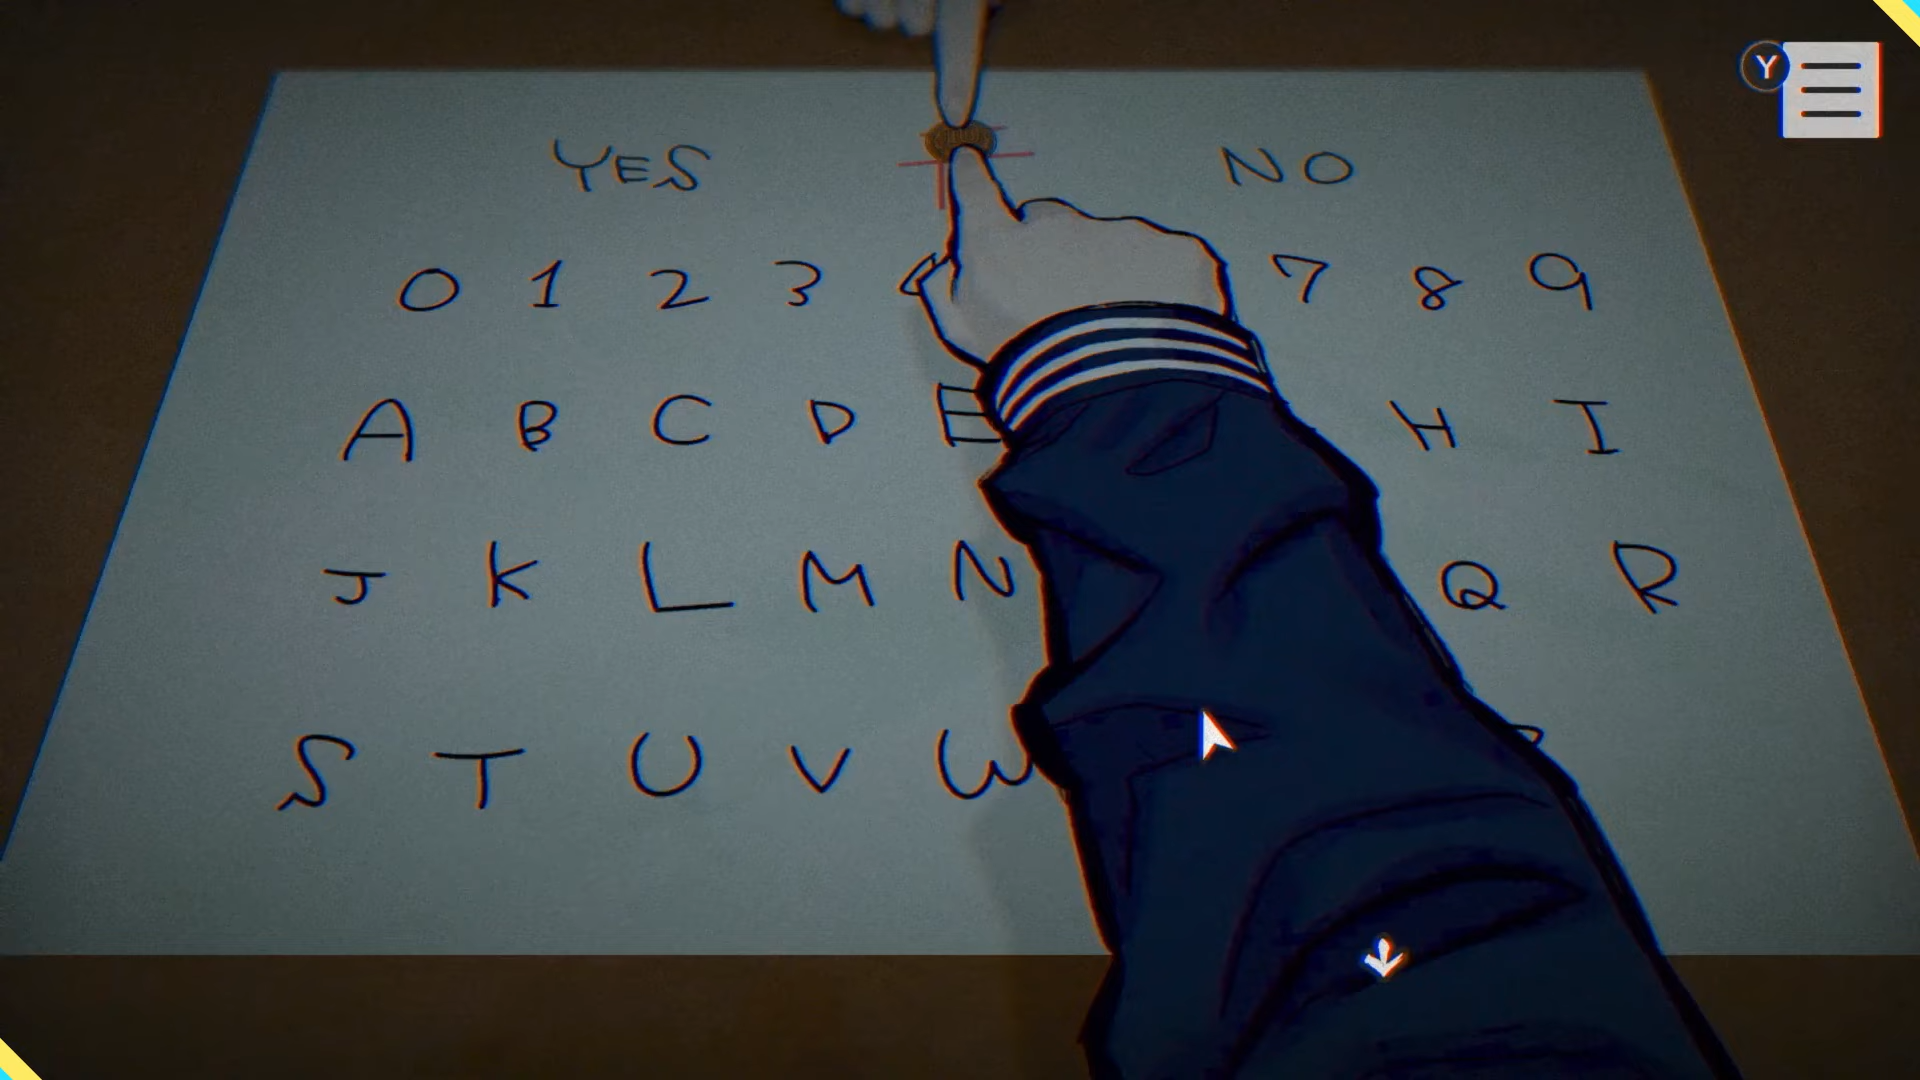 Y
YES NO
0 1 2 3 7 8 9
A B C D E H I
J K L M N Q R
S T U V W